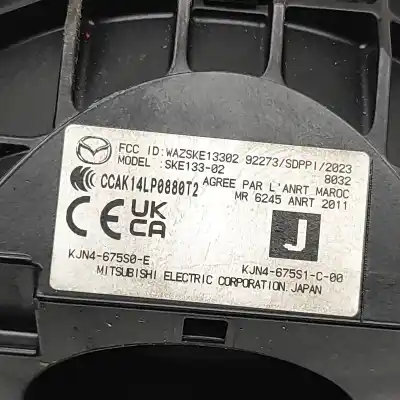 FCC ID:WAZSKE13302 92273/SDPPI/2023
MODEL :SKE133-02 8032
CCAK14LP0880T2 AGREE PAR L'ANRT MAROC
MR 6245 ANRT 2011
CE UK
CA
J
KJN4-675S0-E KJN4-675S1-C-00
MITSUBISHI ELECTRIC CORPORATION.JAPAN